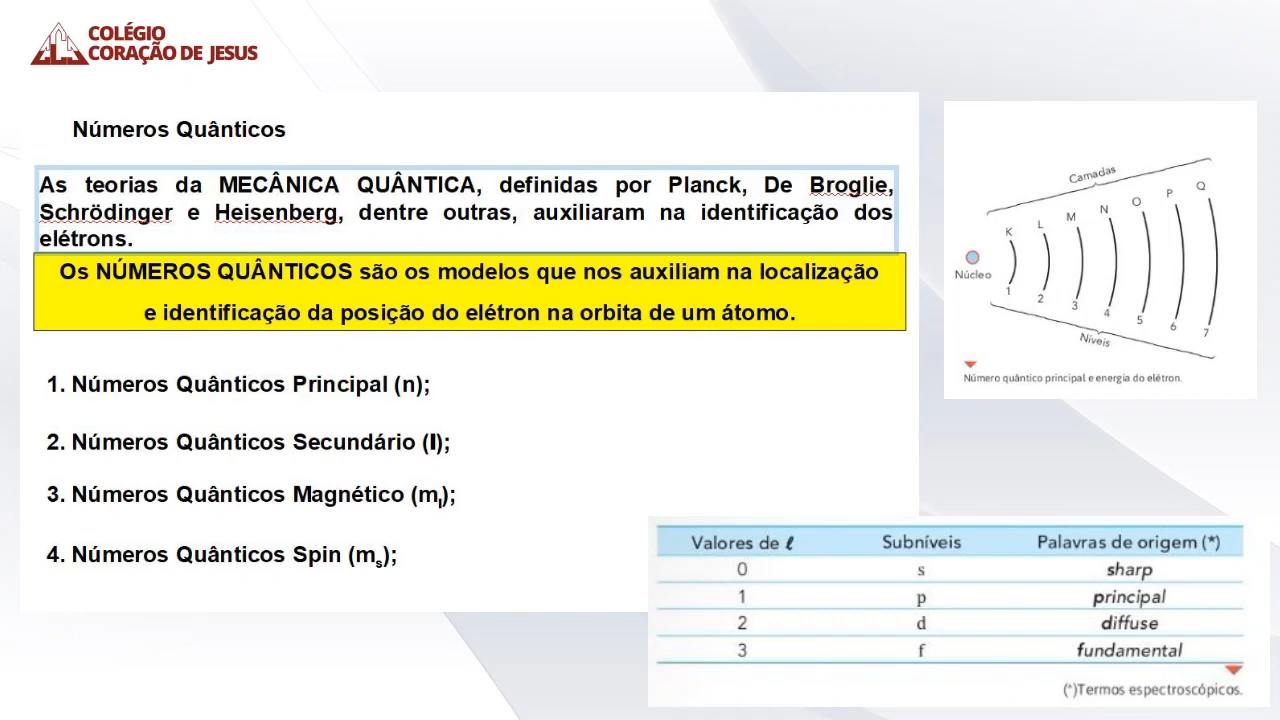 COLÉGIO
CORAÇÃO DE JESUS
Números Quânticos
As teorias da MECÂNICA QUÂNTICA, definidas por Planck, De Broglie,
Schrödinger e Heisenberg, dentre outras, auxiliaram na identificação dos
elétrons.
Os NÚMEROS QUÂNTICOS são os modelos que nos auxiliam na localização
e identificação da posição do elétron na orbita de um átomo.
1. Números Quânticos Principal (n);
2. Números Quânticos Secundário (l);
3. Números Quânticos Magnético (ml);
4. Números Quânticos Spin (ms);
Camadas
K L M N O P Q
Núcleo
1 2 3 4 5 6 7
Níveis
Número quântico principal e energia do elétron.
Valores de ℓ Subníveis Palavras de origem (*)
0 s sharp
1 p principal
2 d diffuse
3 f fundamental
(*)Termos espectroscópicos.